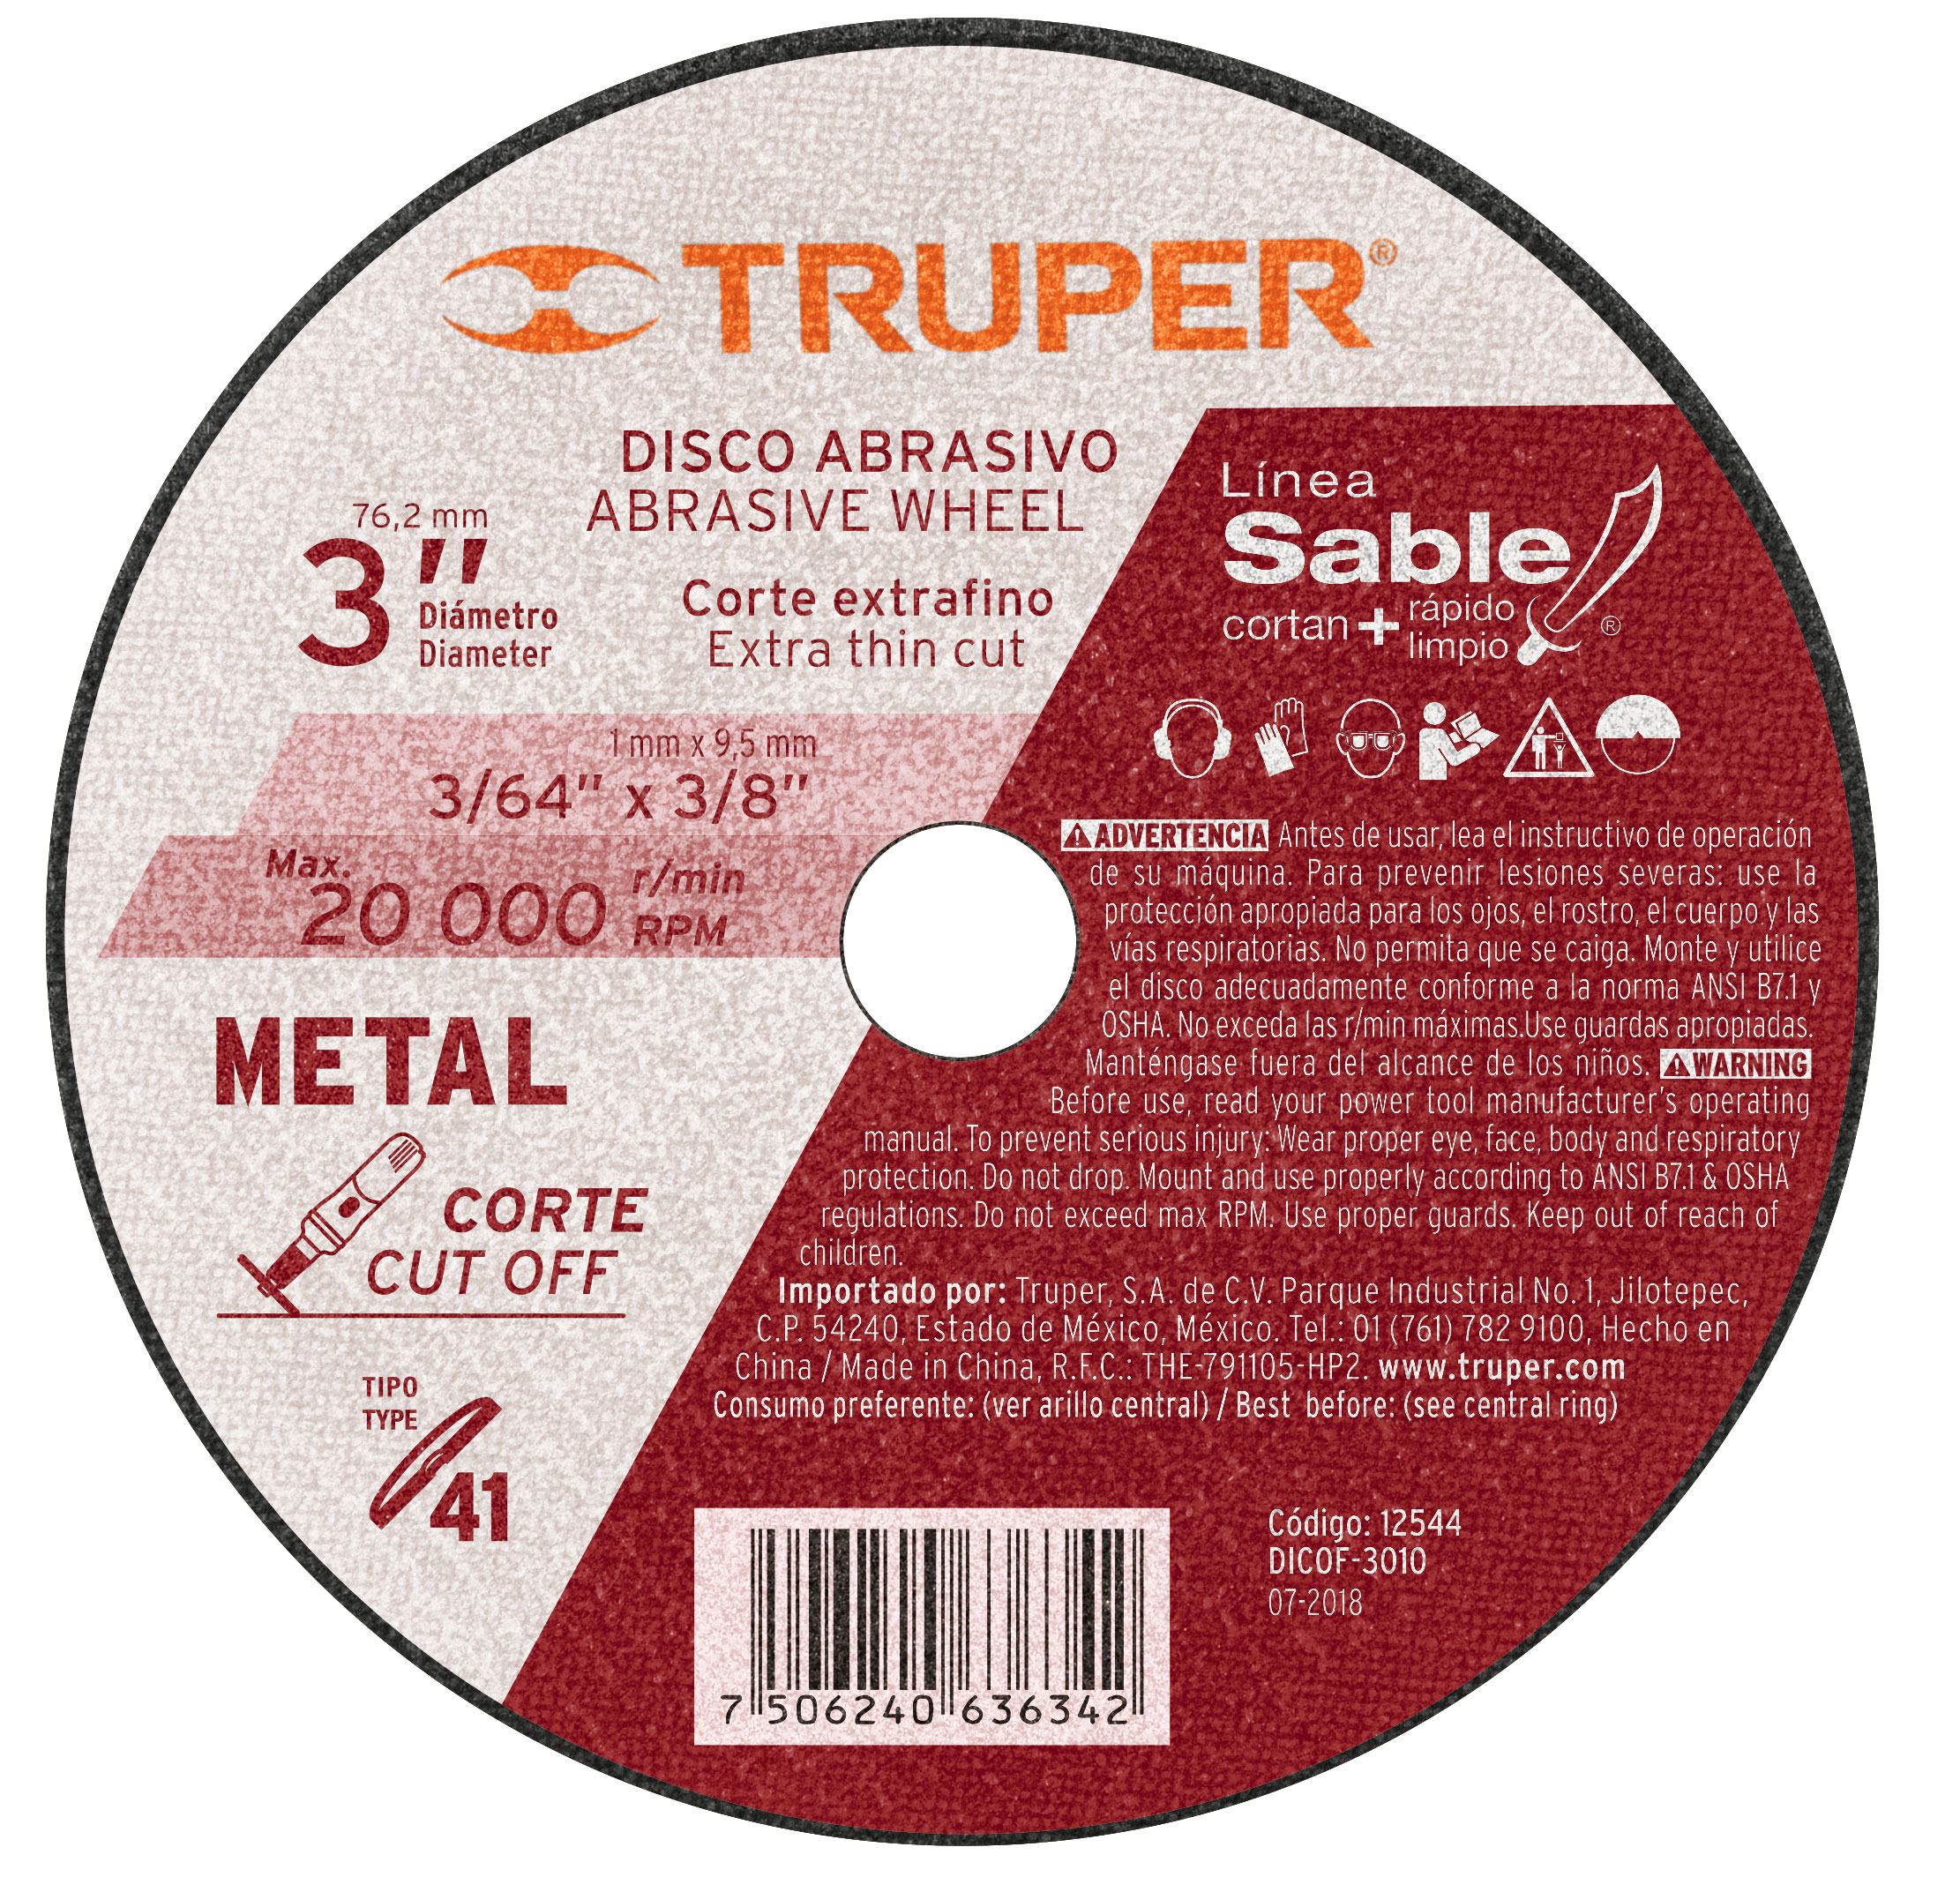 TRUPER®
DISCO ABRASIVO
ABRASIVE WHEEL
76,2 mm
3"
Diámetro
Diameter
Corte extrafino
Extra thin cut
1 mm x 9,5 mm
3/64" x 3/8"
Max.
20 000
r/min
RPM
METAL
CORTE
CUT OFF
TIPO
TYPE
41
Línea
Sable
cortan + rápido
limpio ®
ADVERTENCIA Antes de usar, lea el instructivo de operación
de su máquina. Para prevenir lesiones severas: use la
protección apropiada para los ojos, el rostro, el cuerpo y las
vías respiratorias. No permita que se caiga. Monte y utilice
el disco adecuadamente conforme a la norma ANSI B7.1 y
OSHA. No exceda las r/min máximas.Use guardas apropiadas.
Manténgase fuera del alcance de los niños. WARNING
Before use, read your power tool manufacturer's operating
manual. To prevent serious injury: Wear proper eye, face, body and respiratory
protection. Do not drop. Mount and use properly according to ANSI B7.1 & OSHA
regulations. Do not exceed max RPM. Use proper guards. Keep out of reach of
children.
Importado por: Truper, S.A. de C.V. Parque Industrial No. 1, Jilotepec,
C.P. 54240, Estado de México, México. Tel.: 01 (761) 782 9100, Hecho en
China / Made in China, R.F.C.: THE-791105-HP2. www.truper.com
Consumo preferente: (ver arillo central) / Best before: (see central ring)
7 506240 636342
Código: 12544
DICOF-3010
07-2018